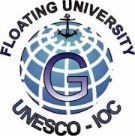 FLOATING UNIVERSITY
G
UNESCO - IOC